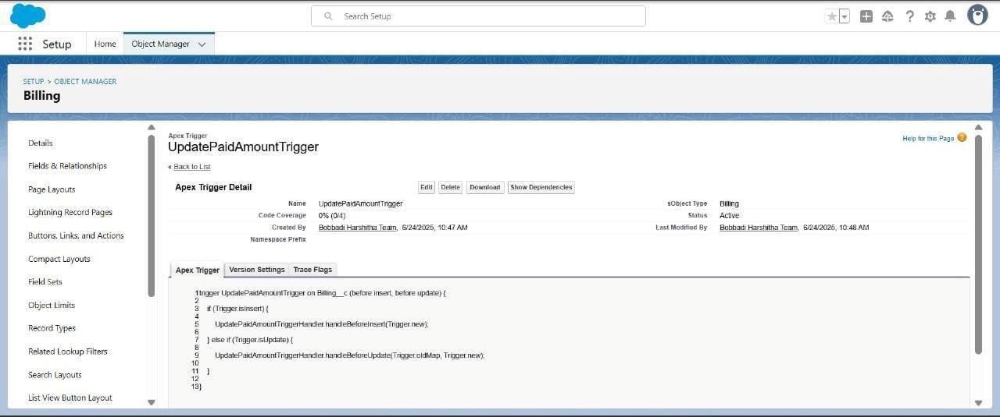 Search Setup
Setup
Home
Object Manager
SETUP > OBJECT MANAGER
Billing
Details
Fields & Relationships
Page Layouts
Lightning Record Pages
Buttons, Links, and Actions
Compact Layouts
Field Sets
Object Limits
Record Types
Related Lookup Filters
Search Layouts
List View Button Layout
Apex Trigger
UpdatePaidAmountTrigger
Help for this Page
« Back to List
Apex Trigger Detail
Edit Delete Download Show Dependencies
Name UpdatePaidAmountTrigger sObject Type Billing
Code Coverage 0% (0/4) Status Active
Created By Bobbadi Harshitha Team, 6/24/2025, 10:47 AM Last Modified By Bobbadi Harshitha Team, 6/24/2025, 10:48 AM
Namespace Prefix
Apex Trigger Version Settings Trace Flags
1 trigger UpdatePaidAmountTrigger on Billing__c (before insert, before update) {
2
3 if (Trigger.isInsert) {
4
5 UpdatePaidAmountTriggerHandler.handleBeforeInsert(Trigger.new);
6
7 } else if (Trigger.isUpdate) {
8
9 UpdatePaidAmountTriggerHandler.handleBeforeUpdate(Trigger.oldMap, Trigger.new);
10
11 }
12
13 }